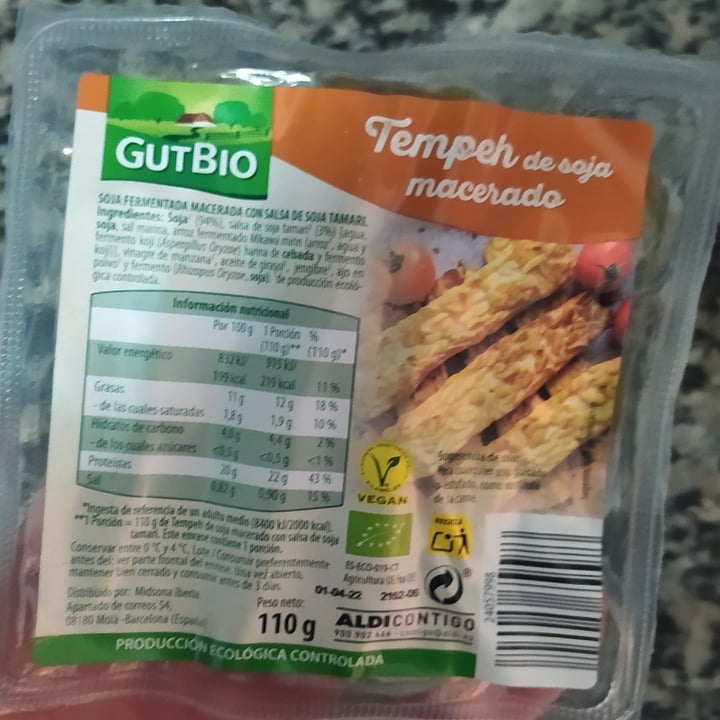 GUTBIO
Tempeh de soja
macerado
SOJA FERMENTADA MACERADA CON SALSA DE SOJA TAMARI.
Ingredientes: Soja* (94%), salsa de soja tamari* (3%) (agua,
soja, sal marina, arroz fermentado Mikawa mirin (arroz*, agua y
fermento koji (Aspergillus Oryzae) harina de cebada y fermento
koji)), vinagre de manzana*, aceite de girasol*, jengibre*, ajo en
polvo* y fermento (Rhizopus Oryzae, soja). *de producción ecoló-
gica controlada.
Información nutricional
Por 100 g 1 Porción %
(110 g)** (110 g)*
Valor energético 832 kJ/ 915 kJ/
199 kcal 219 kcal 11 %
Grasas 11 g 12 g 18 %
- de las cuales saturadas 1,8 g 1,9 g 10 %
Hidratos de carbono 4,0 g 4,4 g 2 %
- de los cuales azúcares <0,5 g <0,5 g <1 %
Proteínas 20 g 22 g 43 %
Sal 0,82 g 0,90 g 15 %
*Ingesta de referencia de un adulto medio (8400 kJ/2000 kcal).
**1 Porción = 110 g de Tempeh de soja macerado con salsa de soja
tamari. Este envase contiene 1 porción.
Conservar entre 0 °C y 4 °C. Lote / Consumir preferentemente
antes del: ver parte frontal del envase. Una vez abierto,
mantener bien cerrado y consumir antes de 3 días.
Distribuido por: Midsona Iberia.
Apartado de correos 54,
08180 Moià -Barcelona (España)
Peso neto:
110 g
Sugerencia de
VEGAN
RECICLA
ES-ECO-019-CT
Agricultura UE/no UE
01-04-22 2152-06
ALDI CONTIGO
900 902 466
24057998
PRODUCCIÓN ECOLÓGICA CONTROLADA